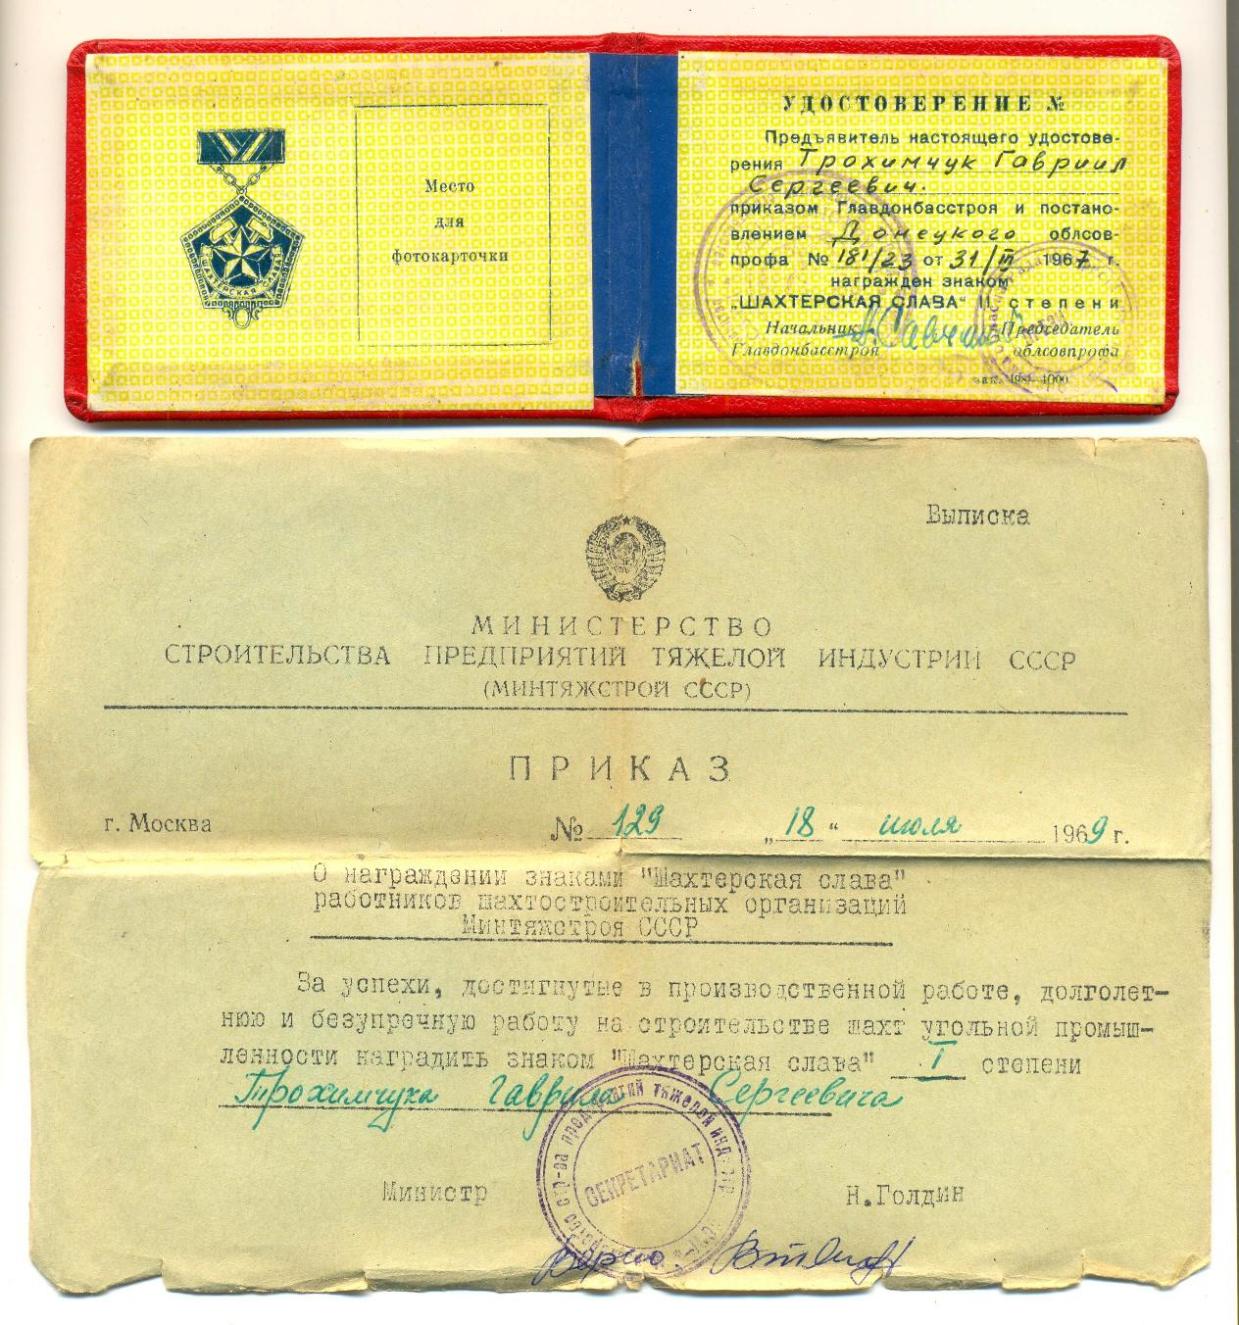 ШАХТЕРСКАЯ СЛАВА
Место
для
фотокарточки
УДОСТОВЕРЕНИЕ №
Предъявитель настоящего удостове-
рения Трохимчук Гавриил
Сергеевич.
приказом Главдонбасстроя и постано-
влением Донецкого облсов-
профа № 181/23 от 31/III 1967 г.
награжден знаком
„ШАХТЕРСКАЯ СЛАВА“ II степени
Начальник Председатель
Главдонбасстроя облсовпрофа
Выписка
МИНИСТЕРСТВО
СТРОИТЕЛЬСТВА ПРЕДПРИЯТИЙ ТЯЖЕЛОЙ ИНДУСТРИИ СССР
(МИНТЯЖСТРОЙ СССР)
ПРИКАЗ
г. Москва № 129 „18“ июля 1969 г.
О награждении знаками "Шахтерская слава"
работников шахтостроительных организаций
Минтяжстроя СССР
За успехи, достигнутые в производственной работе, долголет-
нюю и безупречную работу на строительстве шахт угольной промыш-
ленности наградить знаком "Шахтерская слава" I степени
Трохимчука Гавриила Сергеевича
тяжелой
СЕКРЕТАРИАТ
Министр Н.Голдин
Верно